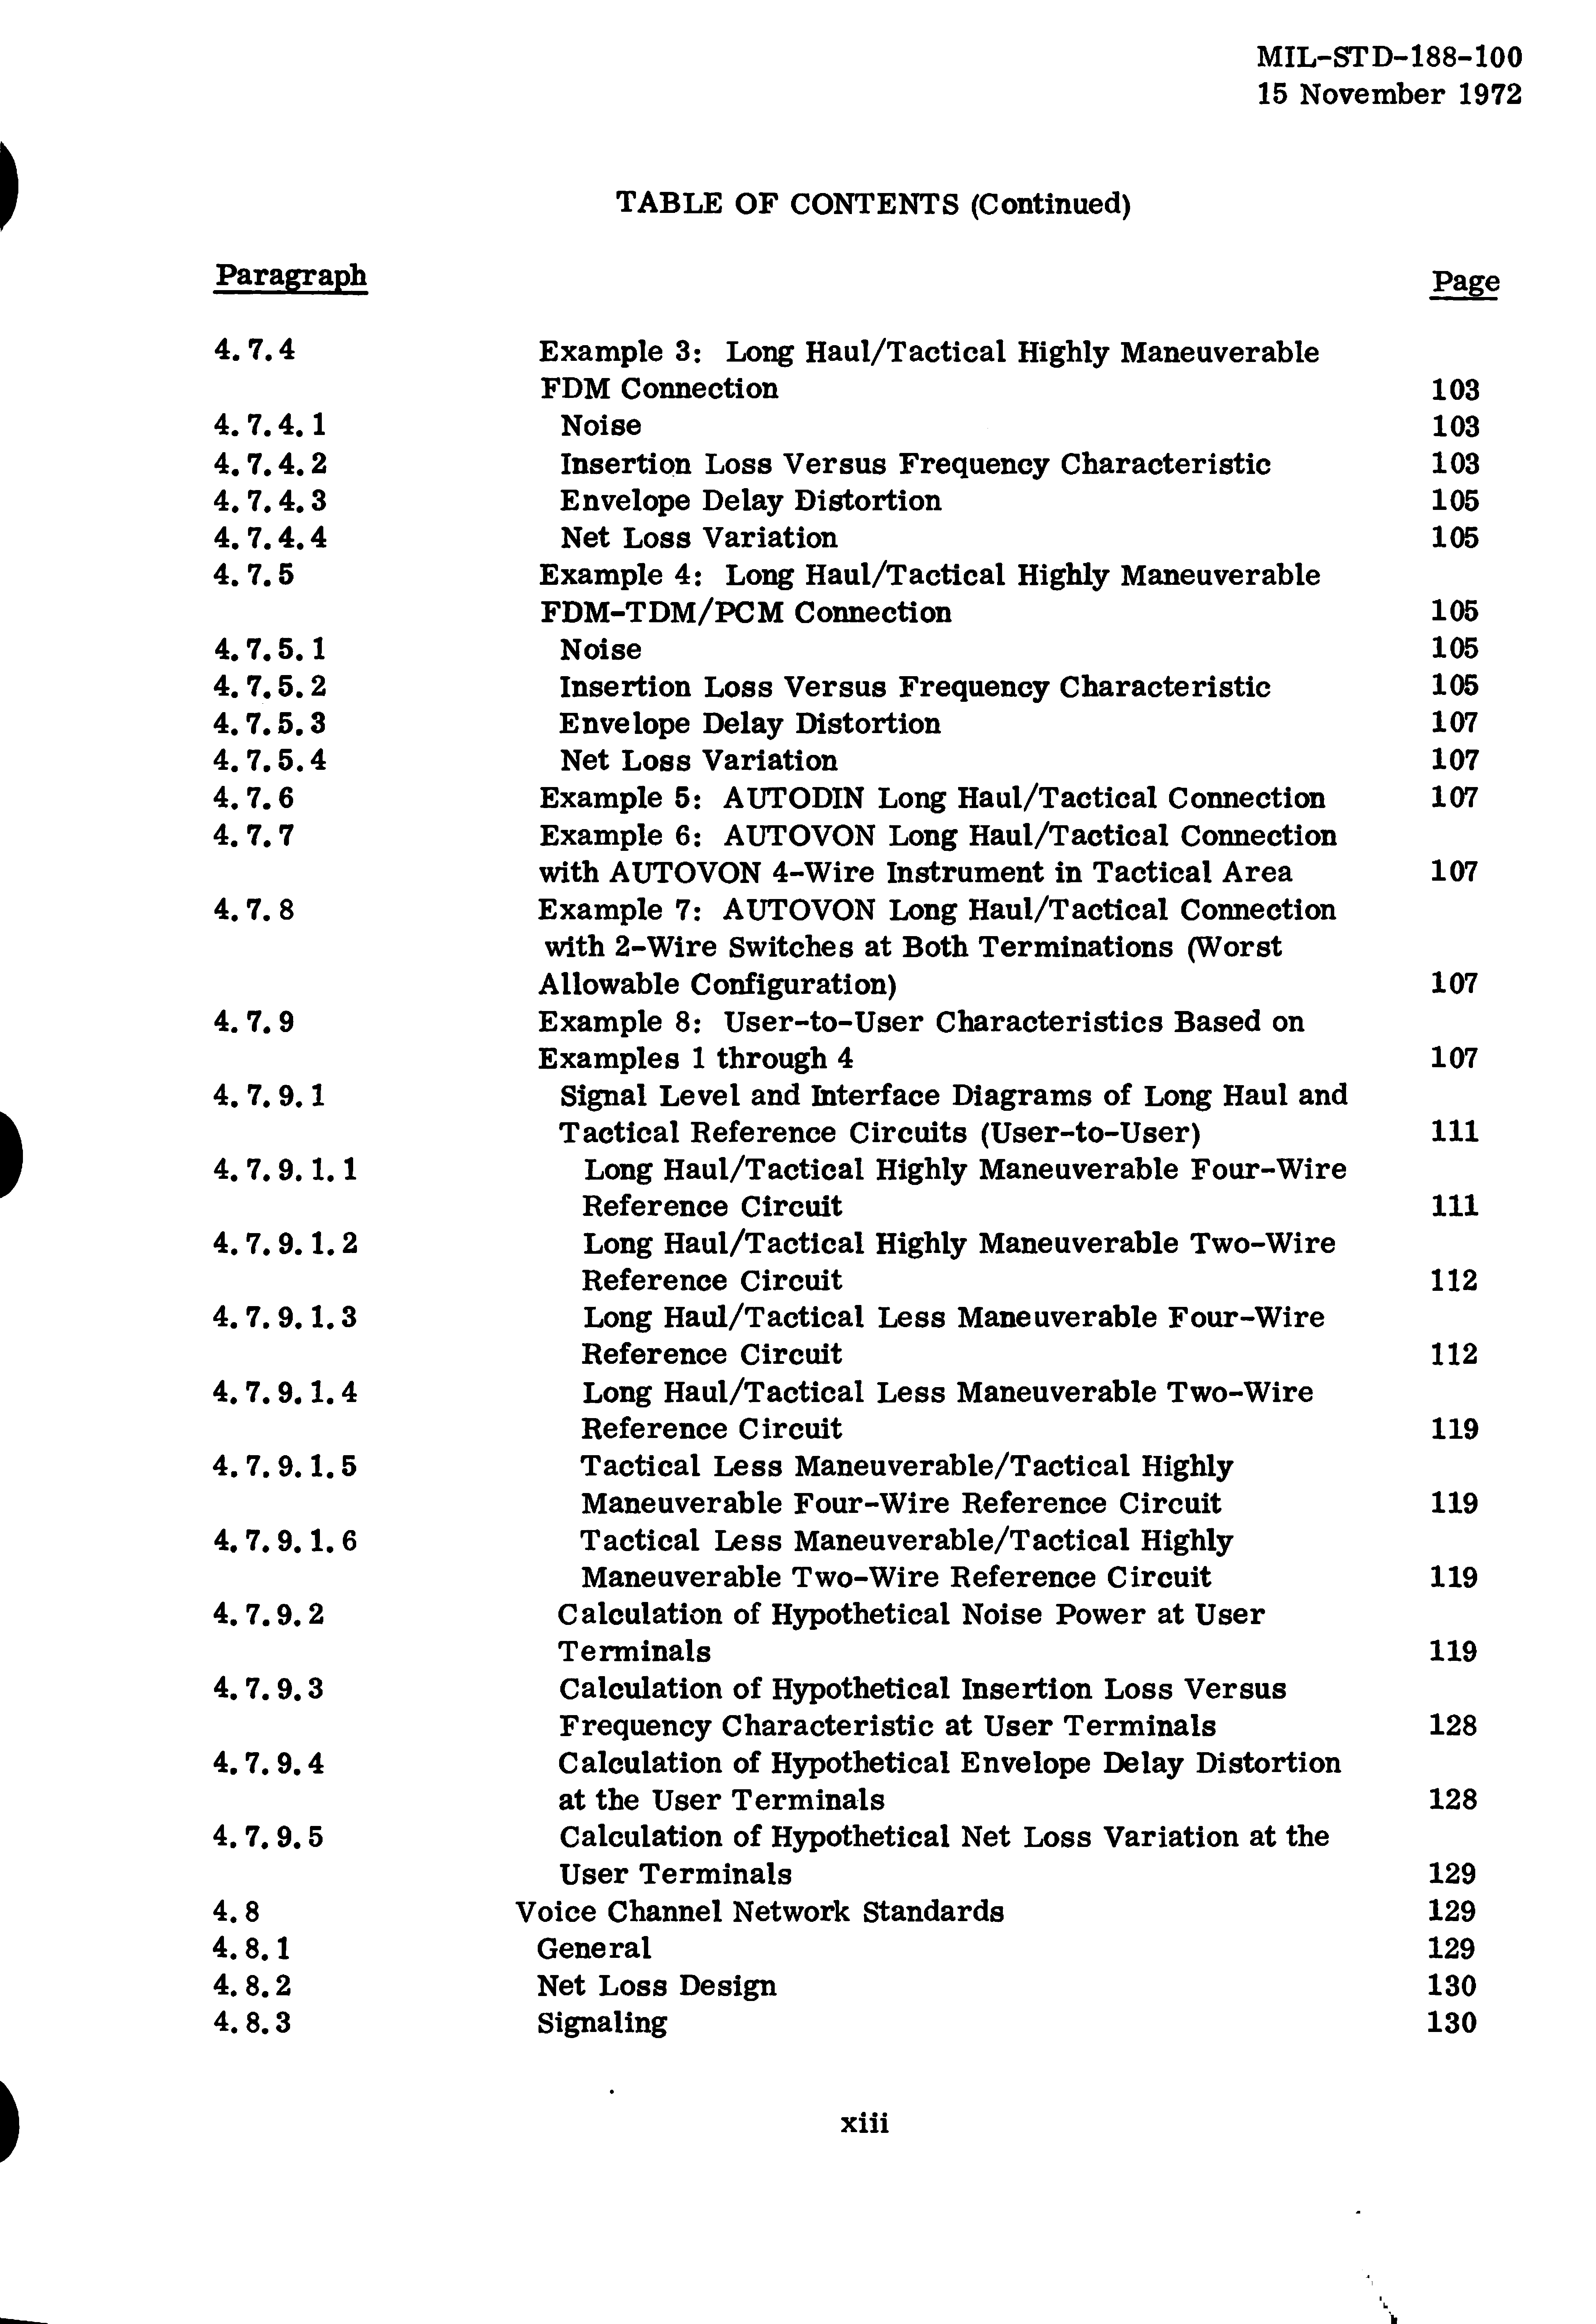 MIL-STD-188-100
15 November 1972
TABLE OF CONTENTS (Continued)
Paragraph Page
4.7.4 Example 3: Long Haul/Tactical Highly Maneuverable
FDM Connection 103
4.7.4.1 Noise 103
4.7.4.2 Insertion Loss Versus Frequency Characteristic 103
4.7.4.3 Envelope Delay Distortion 105
4.7.4.4 Net Loss Variation 105
4.7.5 Example 4: Long Haul/Tactical Highly Maneuverable
FDM-TDM/PCM Connection 105
4.7.5.1 Noise 105
4.7.5.2 Insertion Loss Versus Frequency Characteristic 105
4.7.5.3 Envelope Delay Distortion 107
4.7.5.4 Net Loss Variation 107
4.7.6 Example 5: AUTODIN Long Haul/Tactical Connection 107
4.7.7 Example 6: AUTOVON Long Haul/Tactical Connection
with AUTOVON 4-Wire Instrument in Tactical Area 107
4.7.8 Example 7: AUTOVON Long Haul/Tactical Connection
with 2-Wire Switches at Both Terminations (Worst
Allowable Configuration) 107
4.7.9 Example 8: User-to-User Characteristics Based on
Examples 1 through 4 107
4.7.9.1 Signal Level and Interface Diagrams of Long Haul and
Tactical Reference Circuits (User-to-User) 111
4.7.9.1.1 Long Haul/Tactical Highly Maneuverable Four-Wire
Reference Circuit 111
4.7.9.1.2 Long Haul/Tactical Highly Maneuverable Two-Wire
Reference Circuit 112
4.7.9.1.3 Long Haul/Tactical Less Maneuverable Four-Wire
Reference Circuit 112
4.7.9.1.4 Long Haul/Tactical Less Maneuverable Two-Wire
Reference Circuit 119
4.7.9.1.5 Tactical Less Maneuverable/Tactical Highly
Maneuverable Four-Wire Reference Circuit 119
4.7.9.1.6 Tactical Less Maneuverable/Tactical Highly
Maneuverable Two-Wire Reference Circuit 119
4.7.9.2 Calculation of Hypothetical Noise Power at User
Terminals 119
4.7.9.3 Calculation of Hypothetical Insertion Loss Versus
Frequency Characteristic at User Terminals 128
4.7.9.4 Calculation of Hypothetical Envelope Delay Distortion
at the User Terminals 128
4.7.9.5 Calculation of Hypothetical Net Loss Variation at the
User Terminals 129
4.8 Voice Channel Network Standards 129
4.8.1 General 129
4.8.2 Net Loss Design 130
4.8.3 Signaling 130
xiii